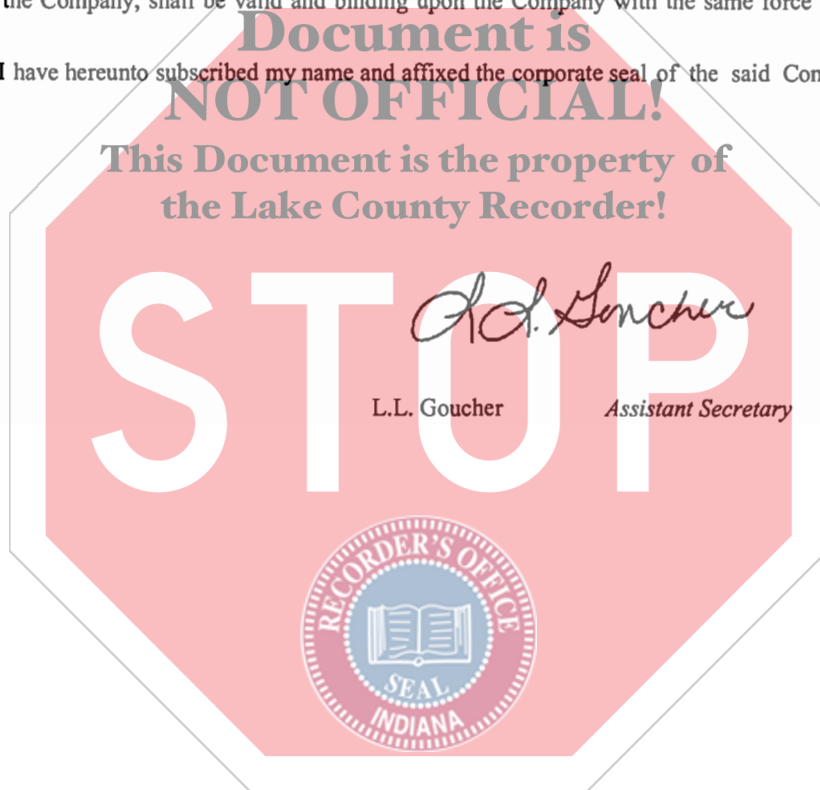 the Company, shall be valid and binding upon the Company with the same force
Document is
I have hereunto subscribed my name and affixed the corporate seal of the said Con
NOT OFFICIAL!
This Document is the property of
the Lake County Recorder!
STOP
L.L. Goucher
L.L. Goucher Assistant Secretary
RECORDER'S OFFICE
SEAL
INDIANA